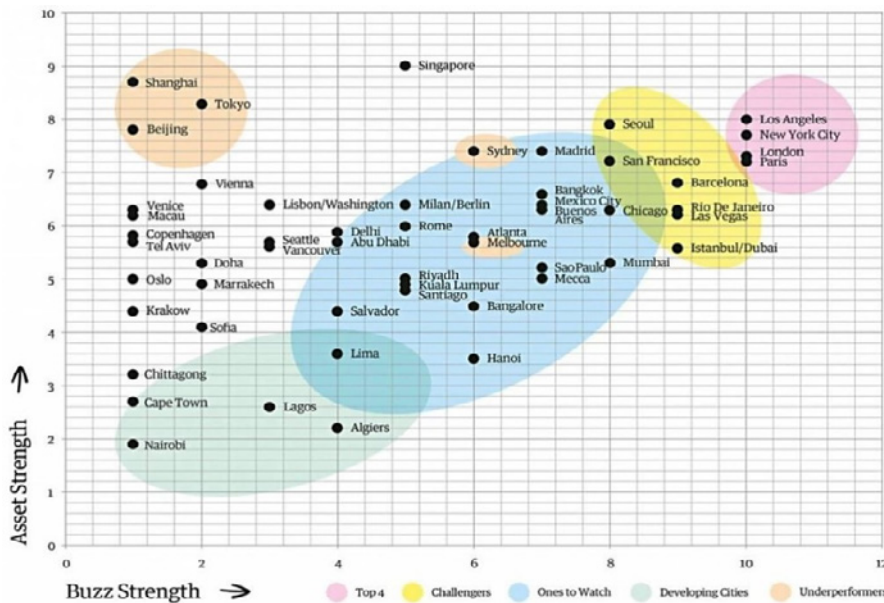 10
9
8
7
6
5
4
3
2
1
0
Asset Strength
Shanghai
Tokyo
Beijing
Singapore
Seoul
Los Angeles
New York City
London
Paris
Sydney
Madrid
San Francisco
Vienna
Barcelona
Venice
Macau
Lisbon/Washington
Milan/Berlin
Bangkok
Mexico City
Buenos
Aires
Chicago
Rio De Janeiro
Las Vegas
Copenhagen
Tel Aviv
Seattle
Vancouver
Delhi
Abu Dhabi
Rome
Atlanta
Melbourne
Istanbul/Dubai
Oslo
Doha
Marrakech
Riyadh
Kuala Lumpur
Santiago
Sao Paulo
Mecca
Mumbai
Krakow
Sofia
Salvador
Bangalore
Chittagong
Lima
Hanoi
Cape Town
Lagos
Algiers
Nairobi
0 2 4 6 8 10 12
Buzz Strength
Top 4 Challengers Ones to Watch Developing Cities Underperformer